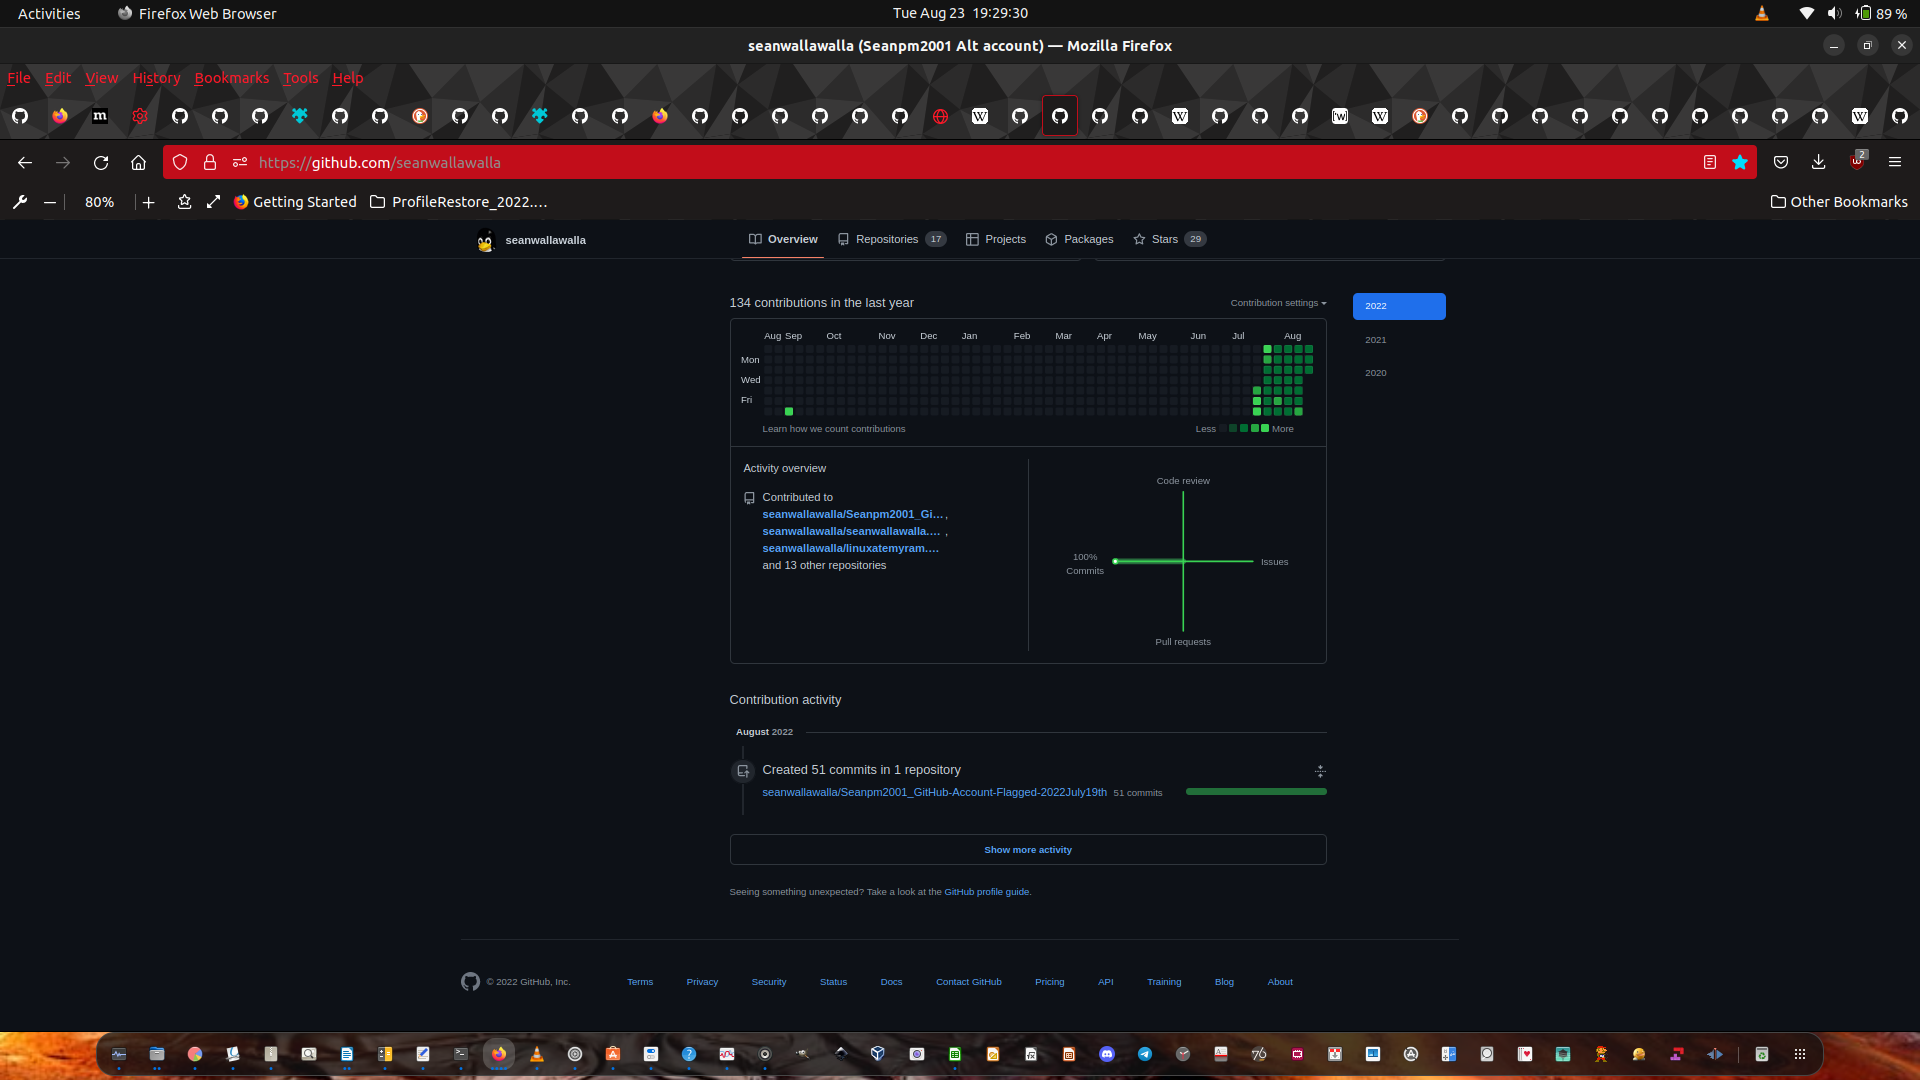 Activities Firefox Web Browser Tue Aug 23 19:29:30 89 %
seanwallawalla (Seanpm2001 Alt account) — Mozilla Firefox
File Edit View History Bookmarks Tools Help
https://github.com/seanwallawalla 2
80% Getting Started ProfileRestore_2022.… Other Bookmarks
seanwallawalla Overview Repositories 17 Projects Packages Stars 29
134 contributions in the last year Contribution settings 2022
Aug Sep Oct Nov Dec Jan Feb Mar Apr May Jun Jul Aug
2021
Mon
2020
Wed
Fri
Learn how we count contributions Less More
Activity overview
Code review
Contributed to
seanwallawalla/Seanpm2001_Gi… ,
seanwallawalla/seanwallawalla.… ,
seanwallawalla/linuxatemyram.…
and 13 other repositories
100%
Commits
Issues
Pull requests
Contribution activity
August 2022
Created 51 commits in 1 repository
seanwallawalla/Seanpm2001_GitHub-Account-Flagged-2022July19th 51 commits
Show more activity
Seeing something unexpected? Take a look at the GitHub profile guide.
© 2022 GitHub, Inc. Terms Privacy Security Status Docs Contact GitHub Pricing API Training Blog About